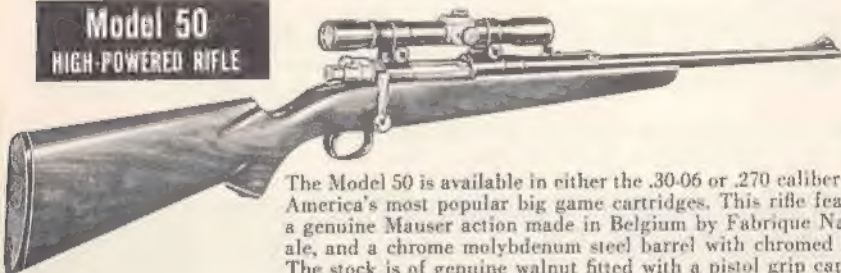 Model 50
HIGH-POWERED RIFLE
The Model 50 is available in either the .30-06 or .270 caliber
America's most popular big game cartridges. This rifle fea
a genuine Mauser action made in Belgium by Fabrique Na
ale, and a chrome molybdenum steel barrel with chromed
The stock is of genuine walnut fitted with a pistol grip cap